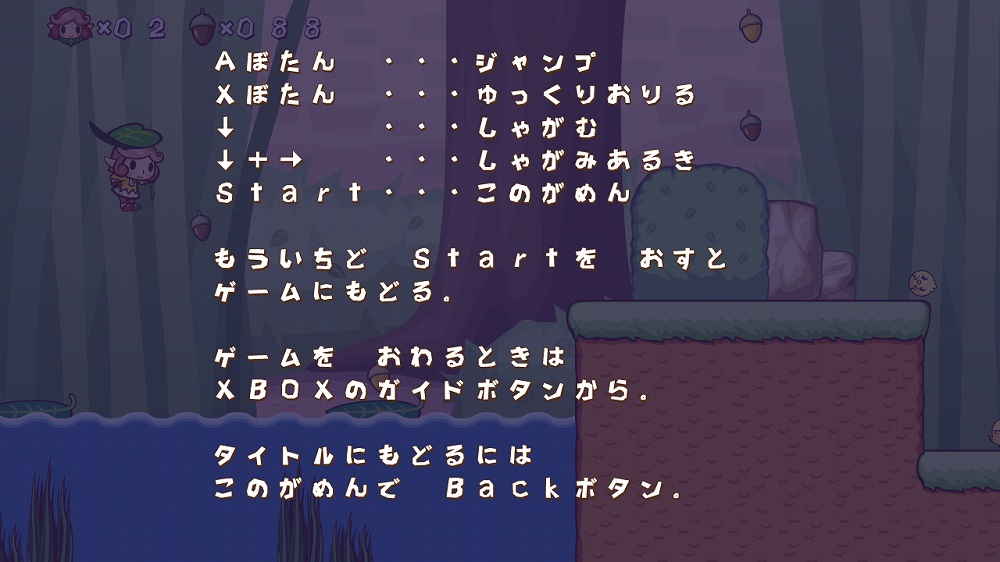 ×02 ×088
Aぼたん ・・・ジャンプ
Xぼたん ・・・ゆっくりおりる
↓ ・・・しゃがむ
↓+→ ・・・しゃがみあるき
Start・・・このがめん
もういちど Startを おすと
ゲームにもどる。
ゲームを おわるときは
XBOXのガイドボタンから。
タイトルにもどるには
このがめんで Backボタン。